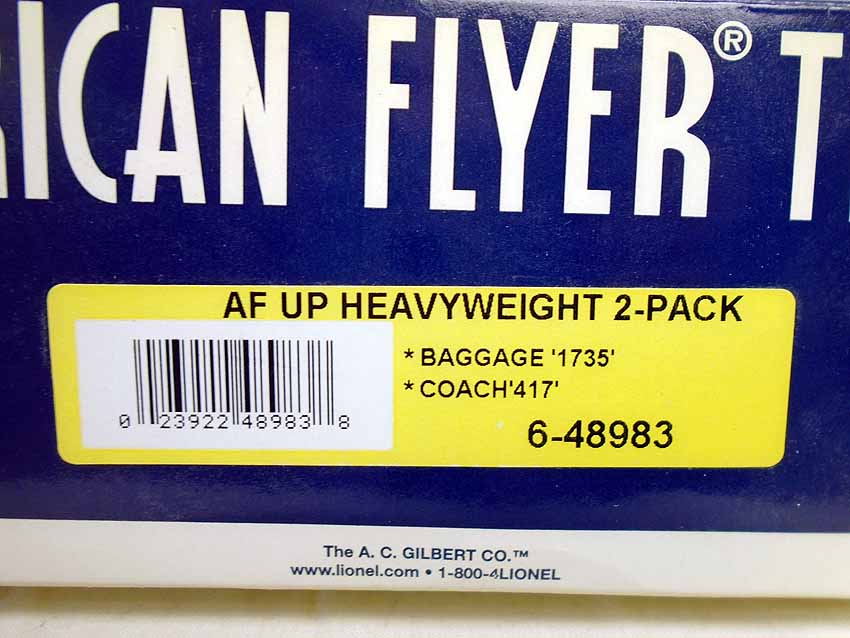 RICAN FLYER® T
AF UP HEAVYWEIGHT 2-PACK
* BAGGAGE '1735'
* COACH'417'
0 23922 48983 8
6-48983
The A. C. GILBERT CO.™
www.lionel.com • 1-800-4LIONEL